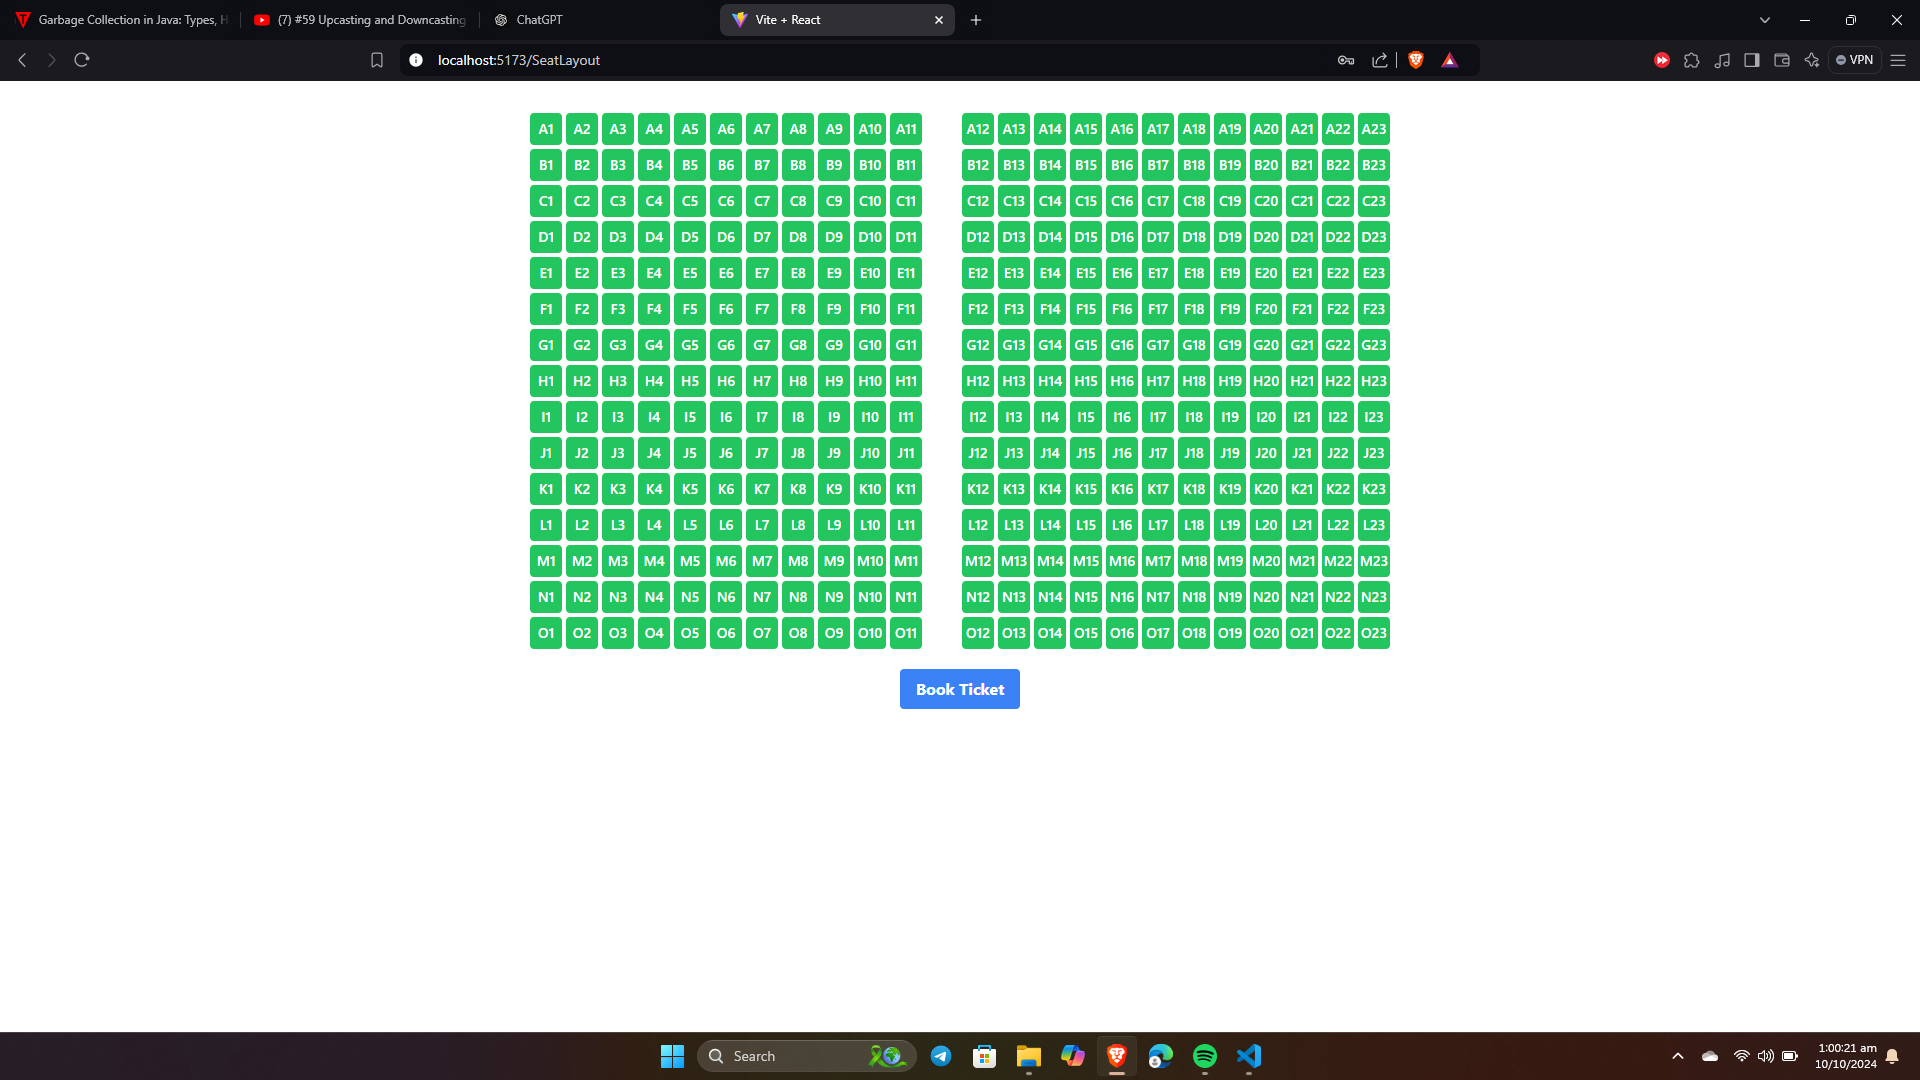 Garbage Collection in Java: Types, H
(7) #59 Upcasting and Downcasting
ChatGPT
Vite + React
localhost:5173/SeatLayout
VPN
A1 A2 A3 A4 A5 A6 A7 A8 A9 A10 A11 A12 A13 A14 A15 A16 A17 A18 A19 A20 A21 A22 A23
B1 B2 B3 B4 B5 B6 B7 B8 B9 B10 B11 B12 B13 B14 B15 B16 B17 B18 B19 B20 B21 B22 B23
C1 C2 C3 C4 C5 C6 C7 C8 C9 C10 C11 C12 C13 C14 C15 C16 C17 C18 C19 C20 C21 C22 C23
D1 D2 D3 D4 D5 D6 D7 D8 D9 D10 D11 D12 D13 D14 D15 D16 D17 D18 D19 D20 D21 D22 D23
E1 E2 E3 E4 E5 E6 E7 E8 E9 E10 E11 E12 E13 E14 E15 E16 E17 E18 E19 E20 E21 E22 E23
F1 F2 F3 F4 F5 F6 F7 F8 F9 F10 F11 F12 F13 F14 F15 F16 F17 F18 F19 F20 F21 F22 F23
G1 G2 G3 G4 G5 G6 G7 G8 G9 G10 G11 G12 G13 G14 G15 G16 G17 G18 G19 G20 G21 G22 G23
H1 H2 H3 H4 H5 H6 H7 H8 H9 H10 H11 H12 H13 H14 H15 H16 H17 H18 H19 H20 H21 H22 H23
I1 I2 I3 I4 I5 I6 I7 I8 I9 I10 I11 I12 I13 I14 I15 I16 I17 I18 I19 I20 I21 I22 I23
J1 J2 J3 J4 J5 J6 J7 J8 J9 J10 J11 J12 J13 J14 J15 J16 J17 J18 J19 J20 J21 J22 J23
K1 K2 K3 K4 K5 K6 K7 K8 K9 K10 K11 K12 K13 K14 K15 K16 K17 K18 K19 K20 K21 K22 K23
L1 L2 L3 L4 L5 L6 L7 L8 L9 L10 L11 L12 L13 L14 L15 L16 L17 L18 L19 L20 L21 L22 L23
M1 M2 M3 M4 M5 M6 M7 M8 M9 M10 M11 M12 M13 M14 M15 M16 M17 M18 M19 M20 M21 M22 M23
N1 N2 N3 N4 N5 N6 N7 N8 N9 N10 N11 N12 N13 N14 N15 N16 N17 N18 N19 N20 N21 N22 N23
O1 O2 O3 O4 O5 O6 O7 O8 O9 O10 O11 O12 O13 O14 O15 O16 O17 O18 O19 O20 O21 O22 O23
Book Ticket
Search
1:00:21 am
10/10/2024